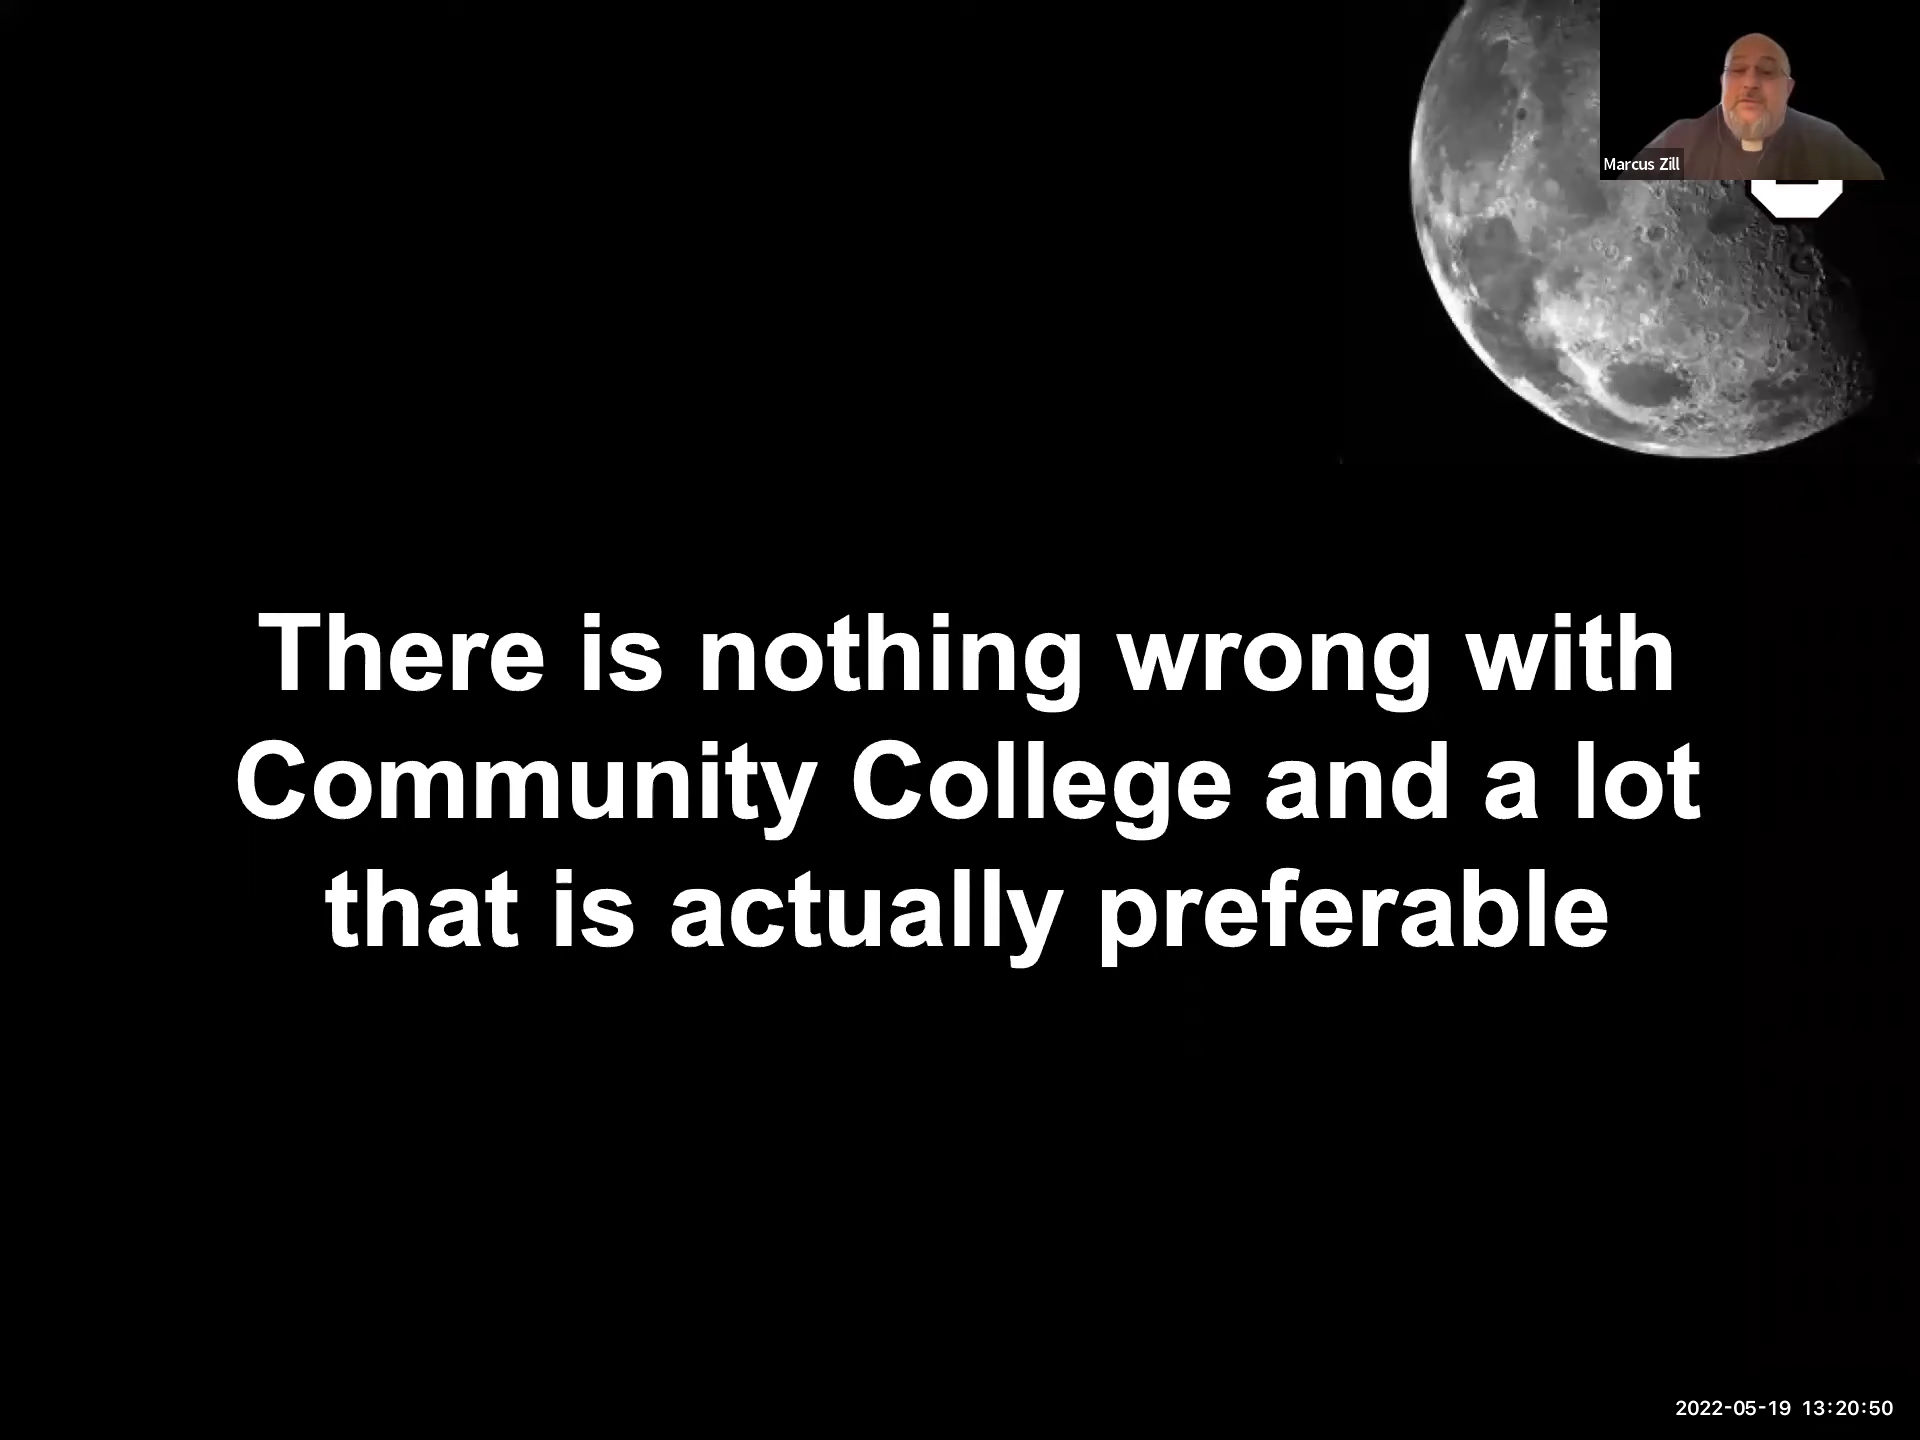 Marcus Zill
There is nothing wrong with
Community College and a lot
that is actually preferable
2022-05-19 13:20:50